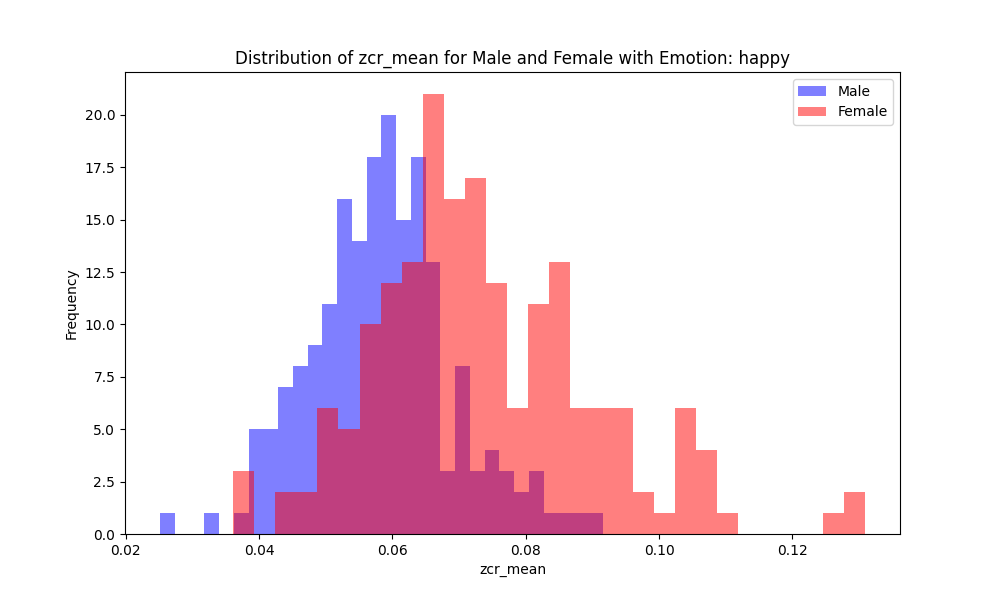 Distribution of zcr_mean for Male and Female with Emotion: happy
Male
Female
20.0
17.5
15.0
12.5
10.0
7.5
5.0
2.5
0.0
Frequency
0.02 0.04 0.06 0.08 0.10 0.12
zcr_mean